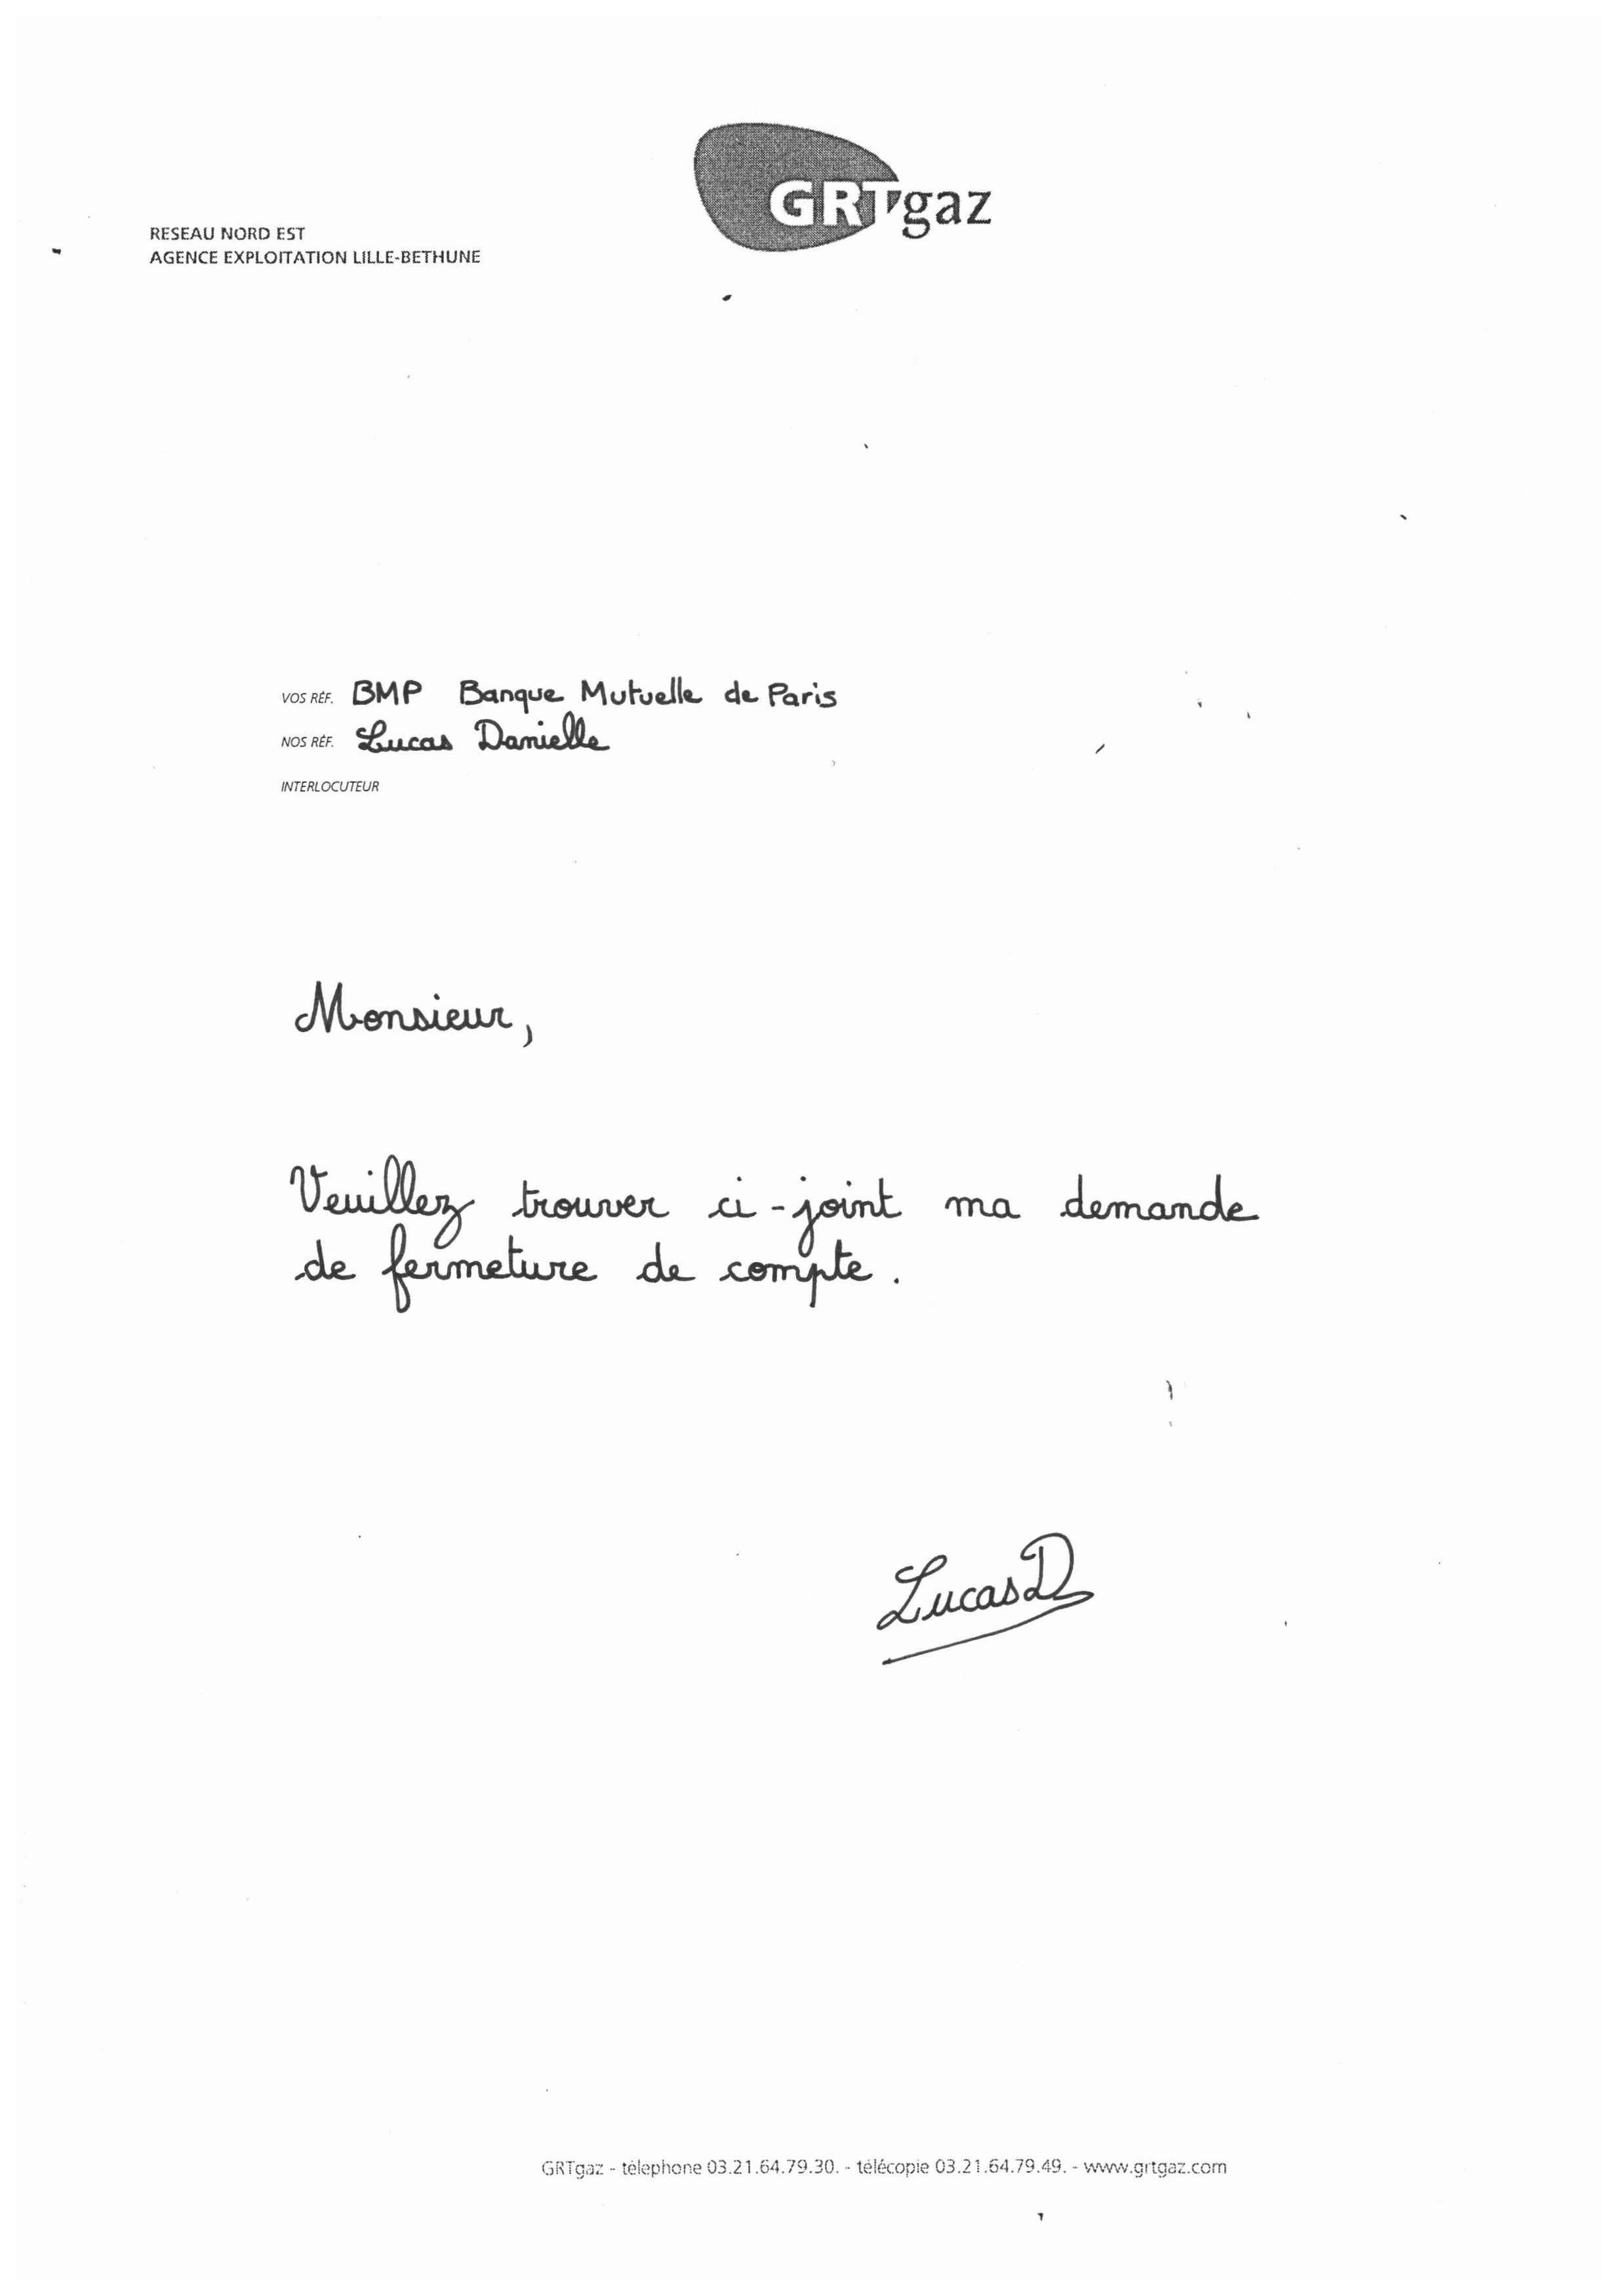 GRTgaz
RESEAU NORD EST
AGENCE EXPLOITATION LILLE-BETHUNE
VOS RÉF. BMP Banque Mutuelle de Paris
NOS RÉF. Lucas Danielle
INTERLOCUTEUR
Monsieur,
Veuillez trouver ci-joint ma demande
de fermeture de compte.
LucasD
GRTgaz - téléphone 03.21.64.79.30. - télécopie 03.21.64.79.49. - www.grtgaz.com